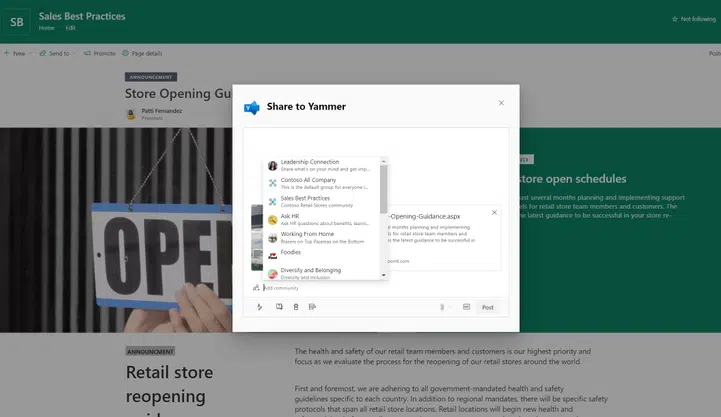 SB
Sales Best Practices
Home
Edit
Not following
New
Send to
Promote
Page details
ANNOUNCEMENT
Store Opening Gu
Patti Fernandez
OPE
Share to Yammer
Leadership Connection
Share what's on your mind and get imp...
Contoso All Company
This is the default group for everyone i...
Sales Best Practices
Contoso Retail Stores community
Ask HR
Ask HR questions about benefits, learni...
Working From Home
Blazers on Top Pajamas on the Bottom
Foodies
Diversity and Belonging
Diversity and Inclusion
-Opening-Guidance.aspx
d months planning and implementing
ls for retail store team members and
s the latest guidance to be successful in
Add community
Post
tore open schedules
ast several months planning and implementing support
els for retail store team members and customers. The
he latest guidance to be successful in your store re-
ANNOUNCEMENT
Retail store
reopening
The health and safety of our retail team members and customers is our highest priority and
focus as we evaluate the process for the reopening of our retail stores around the world.
First and foremost, we are adhering to all government-mandated health and safety
guidelines specific to each country. In addition to regional mandates, there will be specific safety
protocols that span all retail store locations. Retail locations will begin new health and